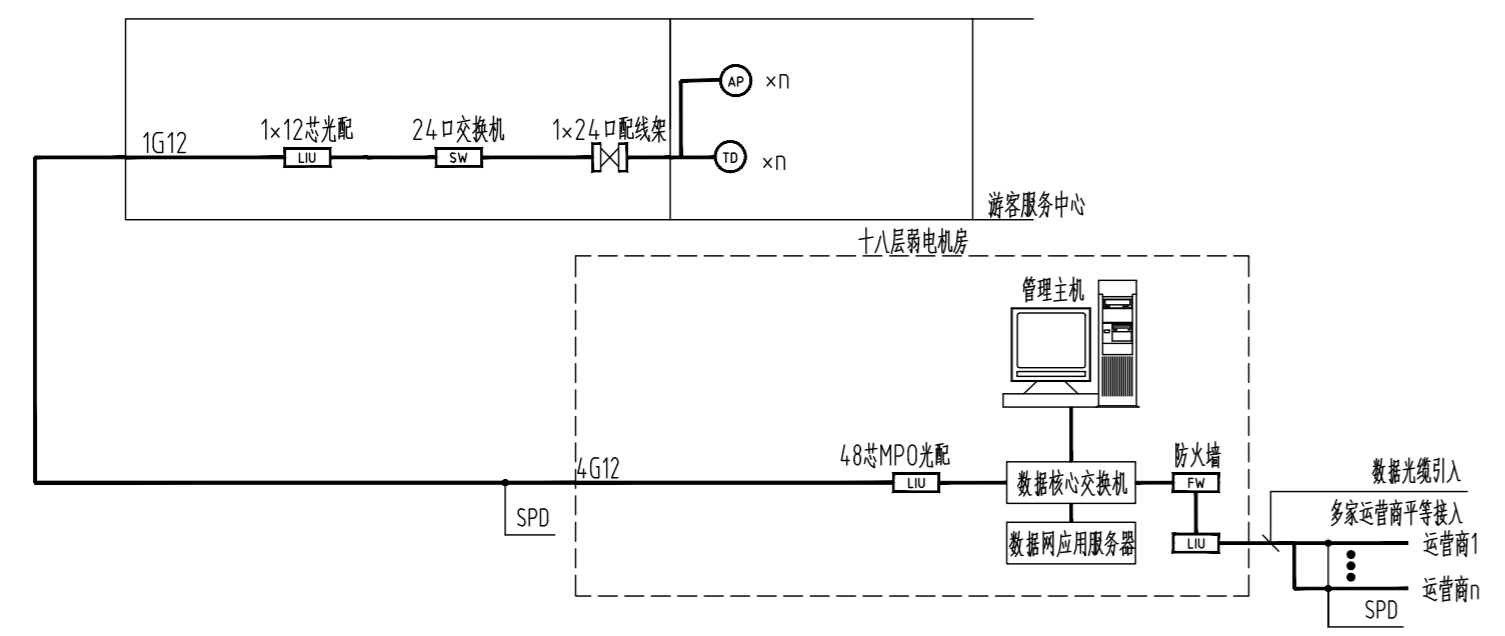 AP ×n
1G12
1×12芯光配
24口交换机
1×24口配线架
LIU
SW
TD ×n
游客服务中心
十八层弱电机房
管理主机
4G12
48芯MPO光配
LIU
数据核心交换机
防火墙
FW
数据光缆引入
多家运营商平等接入
SPD
数据网应用服务器
LIU
运营商1
运营商n
SPD